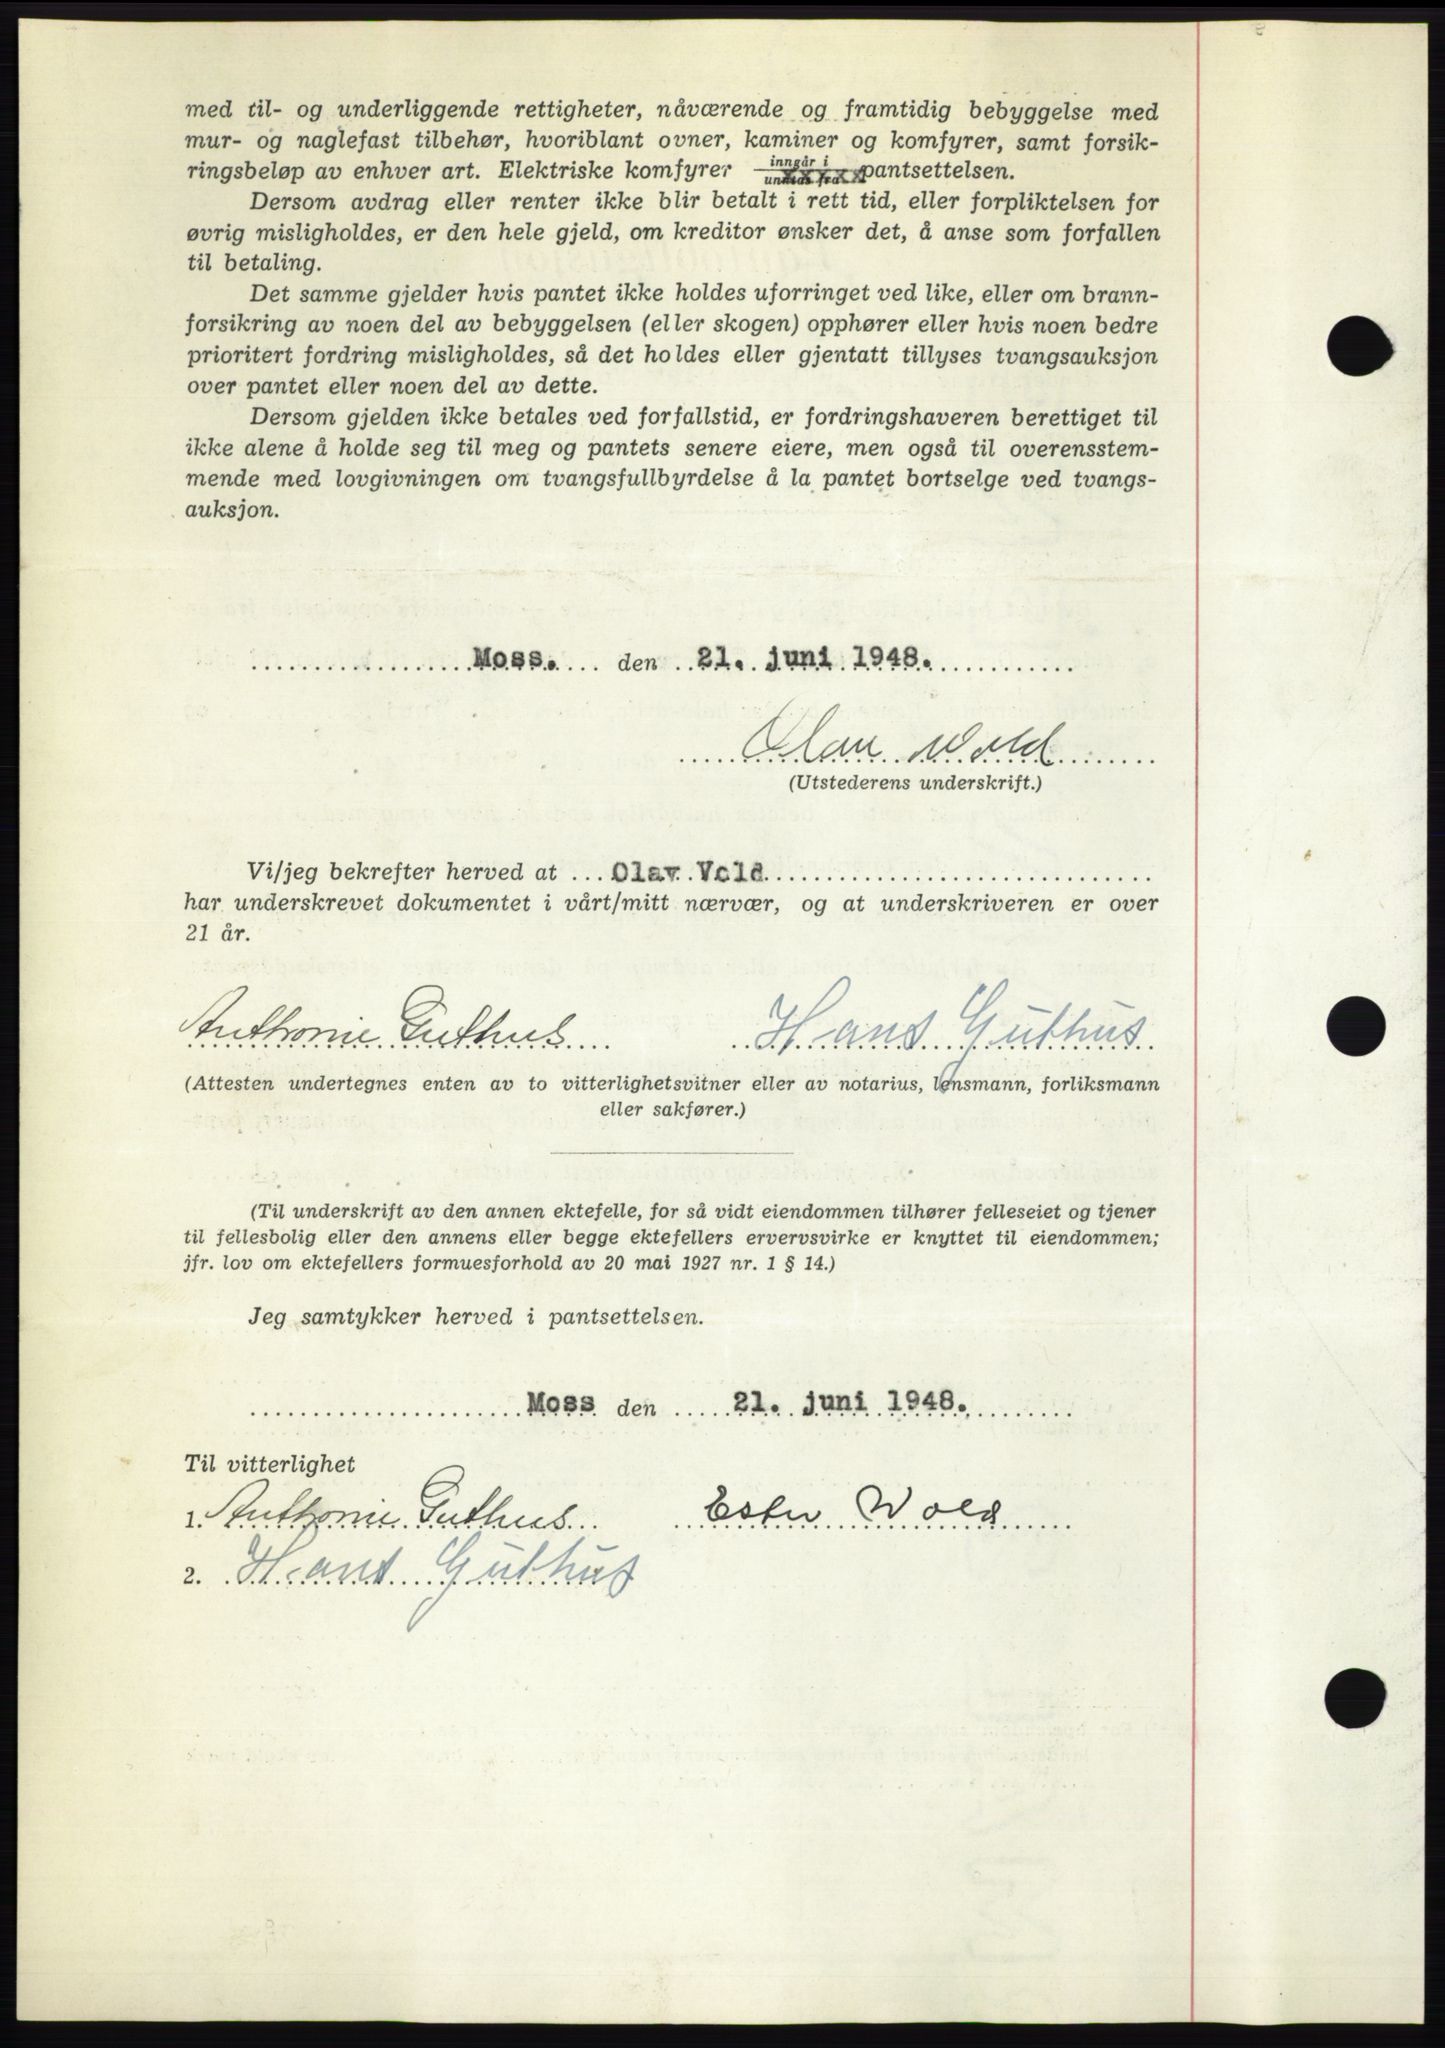 med til- og underliggende rettigheter, nåværende og framtidig bebyggelse med
mur- og naglefast tilbehør, hvoriblant ovner, kaminer og komfyrer, samt forsik-
ringsbeløp av enhver art. Elektriske komfyrer inngår i / unntas fra pantsettelsen.
Dersom avdrag eller renter ikke blir betalt i rett tid, eller forpliktelsen for
øvrig misligholdes, er den hele gjeld, om kreditor ønsker det, å anse som forfallen
til betaling.
Det samme gjelder hvis pantet ikke holdes uforringet ved like, eller om brann-
forsikring av noen del av bebyggelsen (eller skogen) opphører eller hvis noen bedre
prioritert fordring misligholdes, så det holdes eller gjentatt tillyses tvangsauksjon
over pantet eller noen del av dette.
Dersom gjelden ikke betales ved forfallstid, er fordringshaveren berettiget til
ikke alene å holde seg til meg og pantets senere eiere, men også til overensstem-
mende med lovgivningen om tvangsfullbyrdelse å la pantet bortselge ved tvangs-
auksjon.
Moss. den 21. juni 1948.
Olav Wold
(Utstederens underskrift.)
Vi/jeg bekrefter herved at Olav Vold
har underskrevet dokumentet i vårt/mitt nærvær, og at underskriveren er over
21 år.
Anthonie Guthus Hans Guthus
(Attesten undertegnes enten av to vitterlighetsvitner eller av notarius, lensmann, forliksmann
eller sakfører.)
(Til underskrift av den annen ektefelle, for så vidt eiendommen tilhører felleseiet og tjener
til fellesbolig eller den annens eller begge ektefellers ervervsvirke er knyttet til eiendommen;
jfr. lov om ektefellers formuesforhold av 20 mai 1927 nr. 1 § 14.)
Jeg samtykker herved i pantsettelsen.
Moss den 21. juni 1948.
Til vitterlighet
1. Anthonie Guthus Ester Wold
2. Hans Guthus